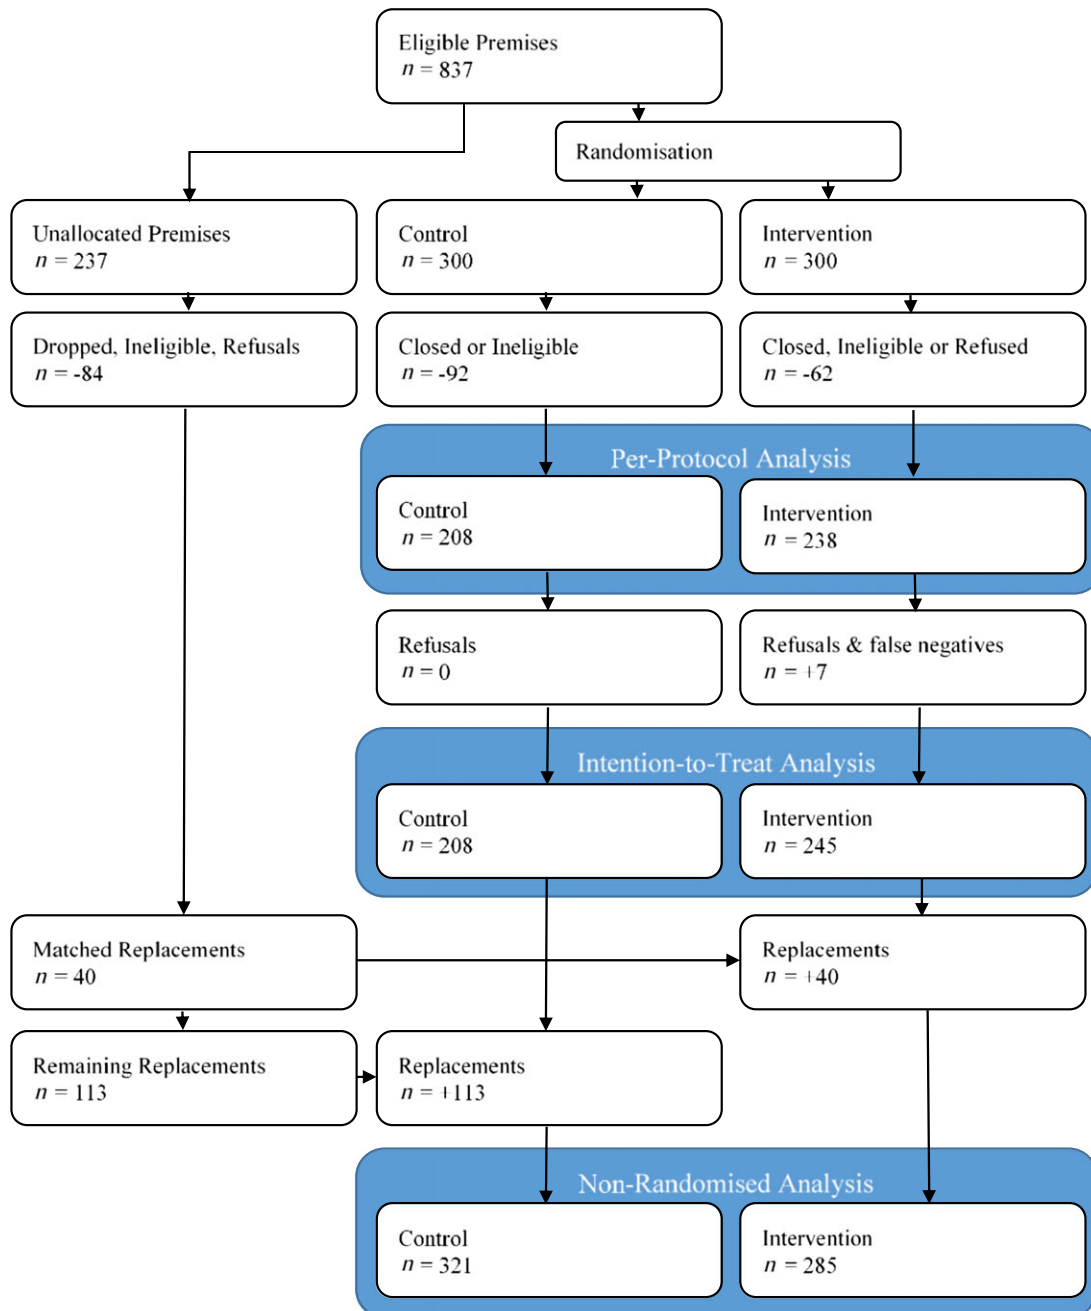 Eligible Premises
n = 837
Randomisation
Unallocated Premises
n = 237
Control
n = 300
Intervention
n = 300
Dropped, Ineligible, Refusals
n = -84
Closed or Ineligible
n = -92
Closed, Ineligible or Refused
n = -62
Per-Protocol Analysis
Control
n = 208
Intervention
n = 238
Refusals
n = 0
Refusals & false negatives
n = +7
Intention-to-Treat Analysis
Control
n = 208
Intervention
n = 245
Matched Replacements
n = 40
Replacements
n = +40
Remaining Replacements
n = 113
Replacements
n = +113
Non-Randomised Analysis
Control
n = 321
Intervention
n = 285